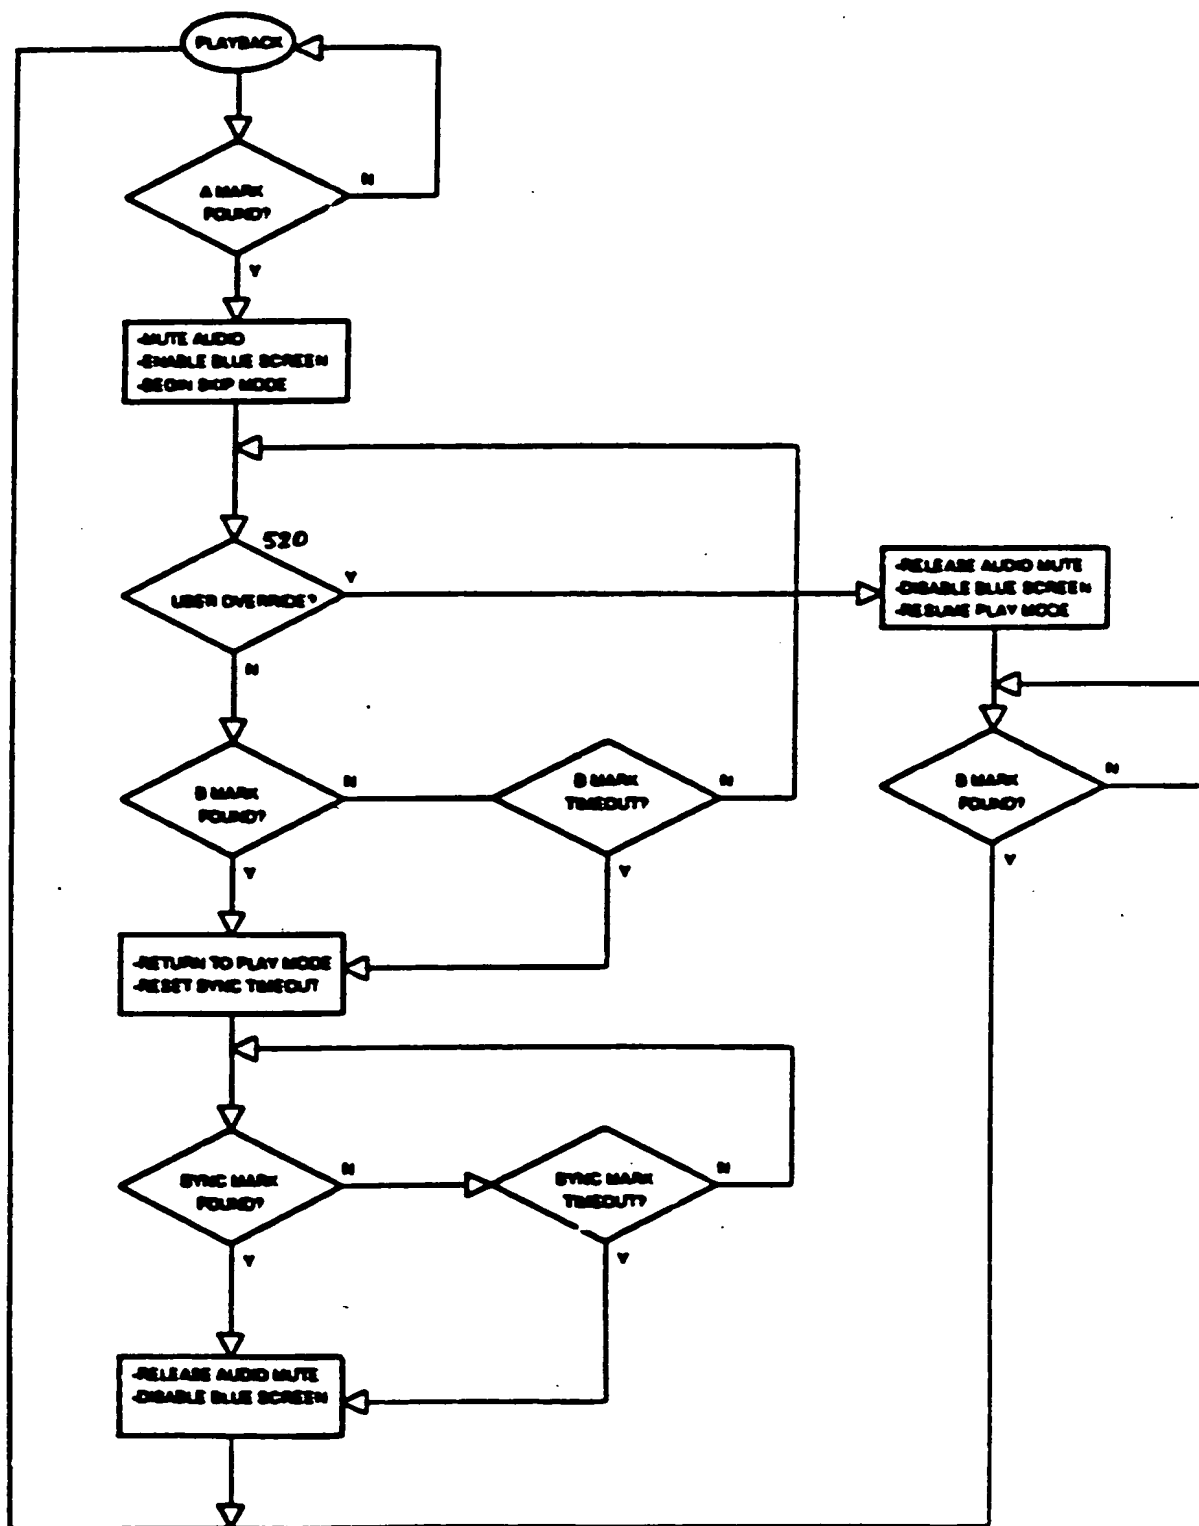 PLAYBACK
A MARK
FOUND?
N
Y
-MUTE AUDIO
-ENABLE BLUE SCREEN
-BEGIN SKIP MODE
520
USER OVERRIDE?
Y
N
-RELEASE AUDIO MUTE
-DISABLE BLUE SCREEN
-RESUME PLAY MODE
B MARK
FOUND?
N
Y
B MARK
TIMEOUT?
N
Y
B MARK
FOUND?
N
Y
-RETURN TO PLAY MODE
-RESET SYNC TIMEOUT
SYNC MARK
FOUND?
N
Y
SYNC MARK
TIMEOUT?
N
Y
-RELEASE AUDIO MUTE
-DISABLE BLUE SCREEN